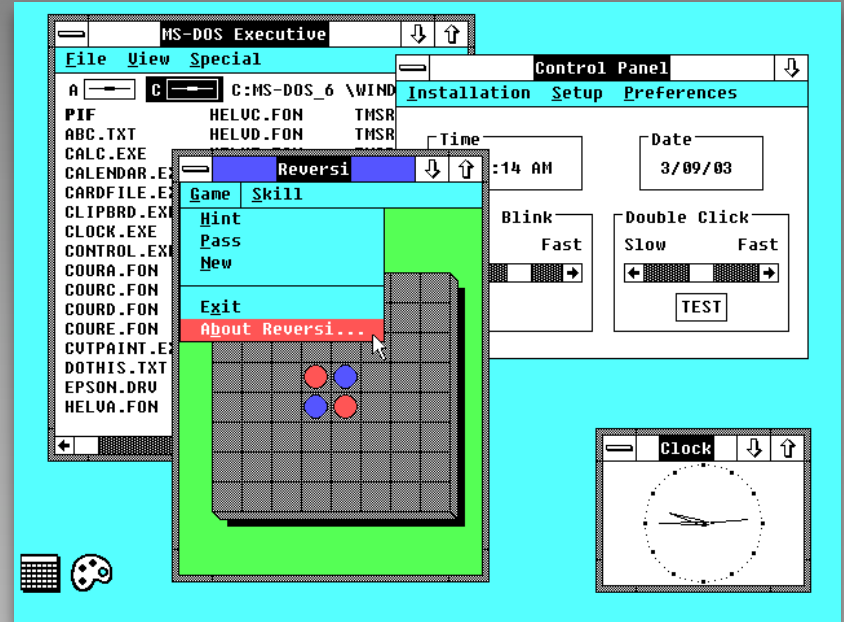 MS-DOS Executive
File View Special
A C C:MS-DOS_6 \WIND
PIF HELVC.FON TMSR
ABC.TXT HELVD.FON TMSR
CALC.EXE
CALENDAR.E
CARDFILE.E
CLIPBRD.EX
CLOCK.EXE
CONTROL.EX
COURA.FON
COURC.FON
COURD.FON
COURE.FON
CVTPAINT.E
DOTHIS.TXT
EPSON.DRV
HELVA.FON
Control Panel
Installation Setup Preferences
Time
:14 AM
Date
3/09/03
Blink
Fast
Double Click
Slow Fast
TEST
Reversi
Game Skill
Hint
Pass
New
Exit
About Reversi...
Clock